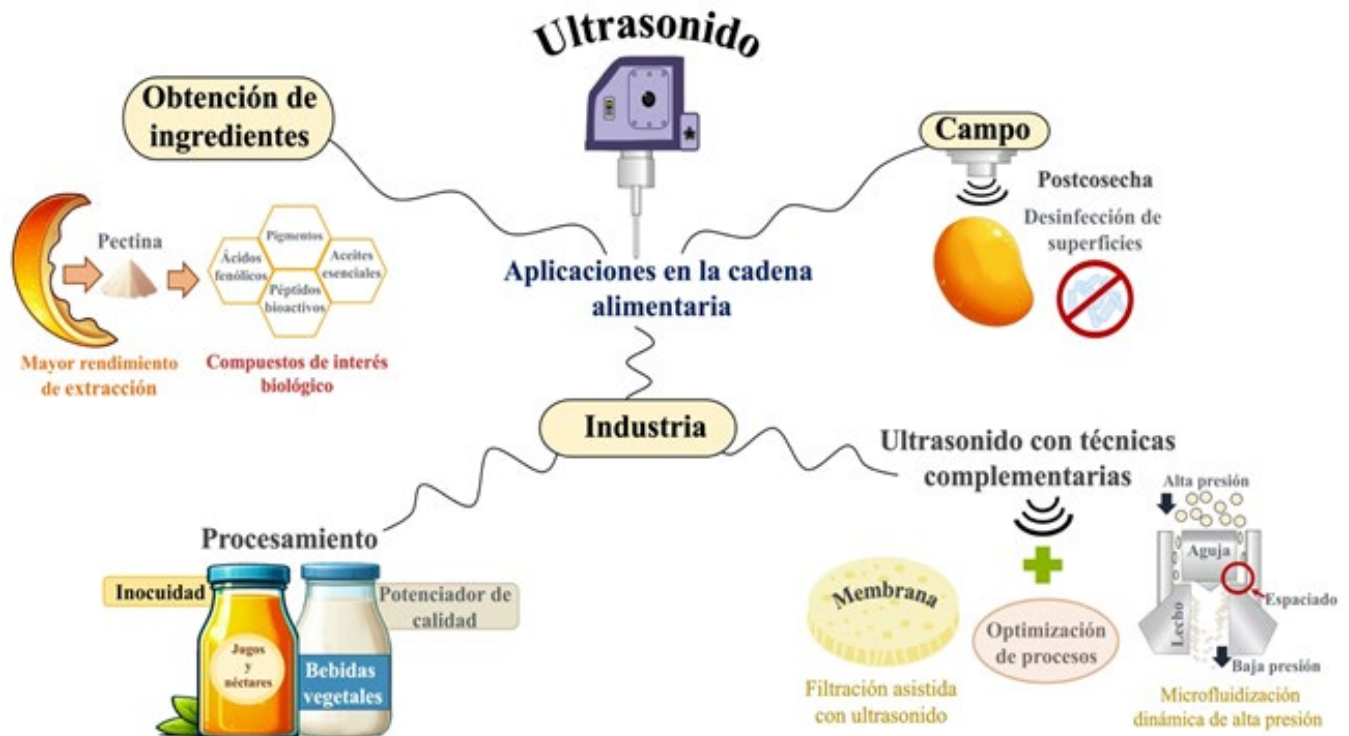 Ultrasonido
Obtención de
ingredientes
Pectina
Pigmentos
Ácidos
fenólicos
Aceites
esenciales
Péptidos
bioactivos
Mayor rendimiento
de extracción
Compuestos de interés
biológico
Aplicaciones en la cadena
alimentaria
Campo
Postcosecha
Desinfección de
superficies
Industria
Procesamiento
Inocuidad
Jugos
y
néctares
Bebidas
vegetales
Potenciador de
calidad
Ultrasonido con técnicas
complementarias
Membrana
Filtración asistida
con ultrasonido
Optimización
de procesos
Alta presión
Aguja
Espaciado
Lecho
Baja presión
Microfluidización
dinámica de alta presión